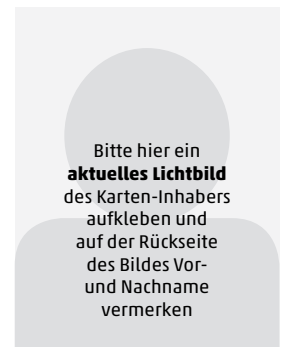 Bitte hier ein
aktuelles Lichtbild
des Karten-Inhabers
aufkleben und
auf der Rückseite
des Bildes Vor-
und Nachname
vermerken